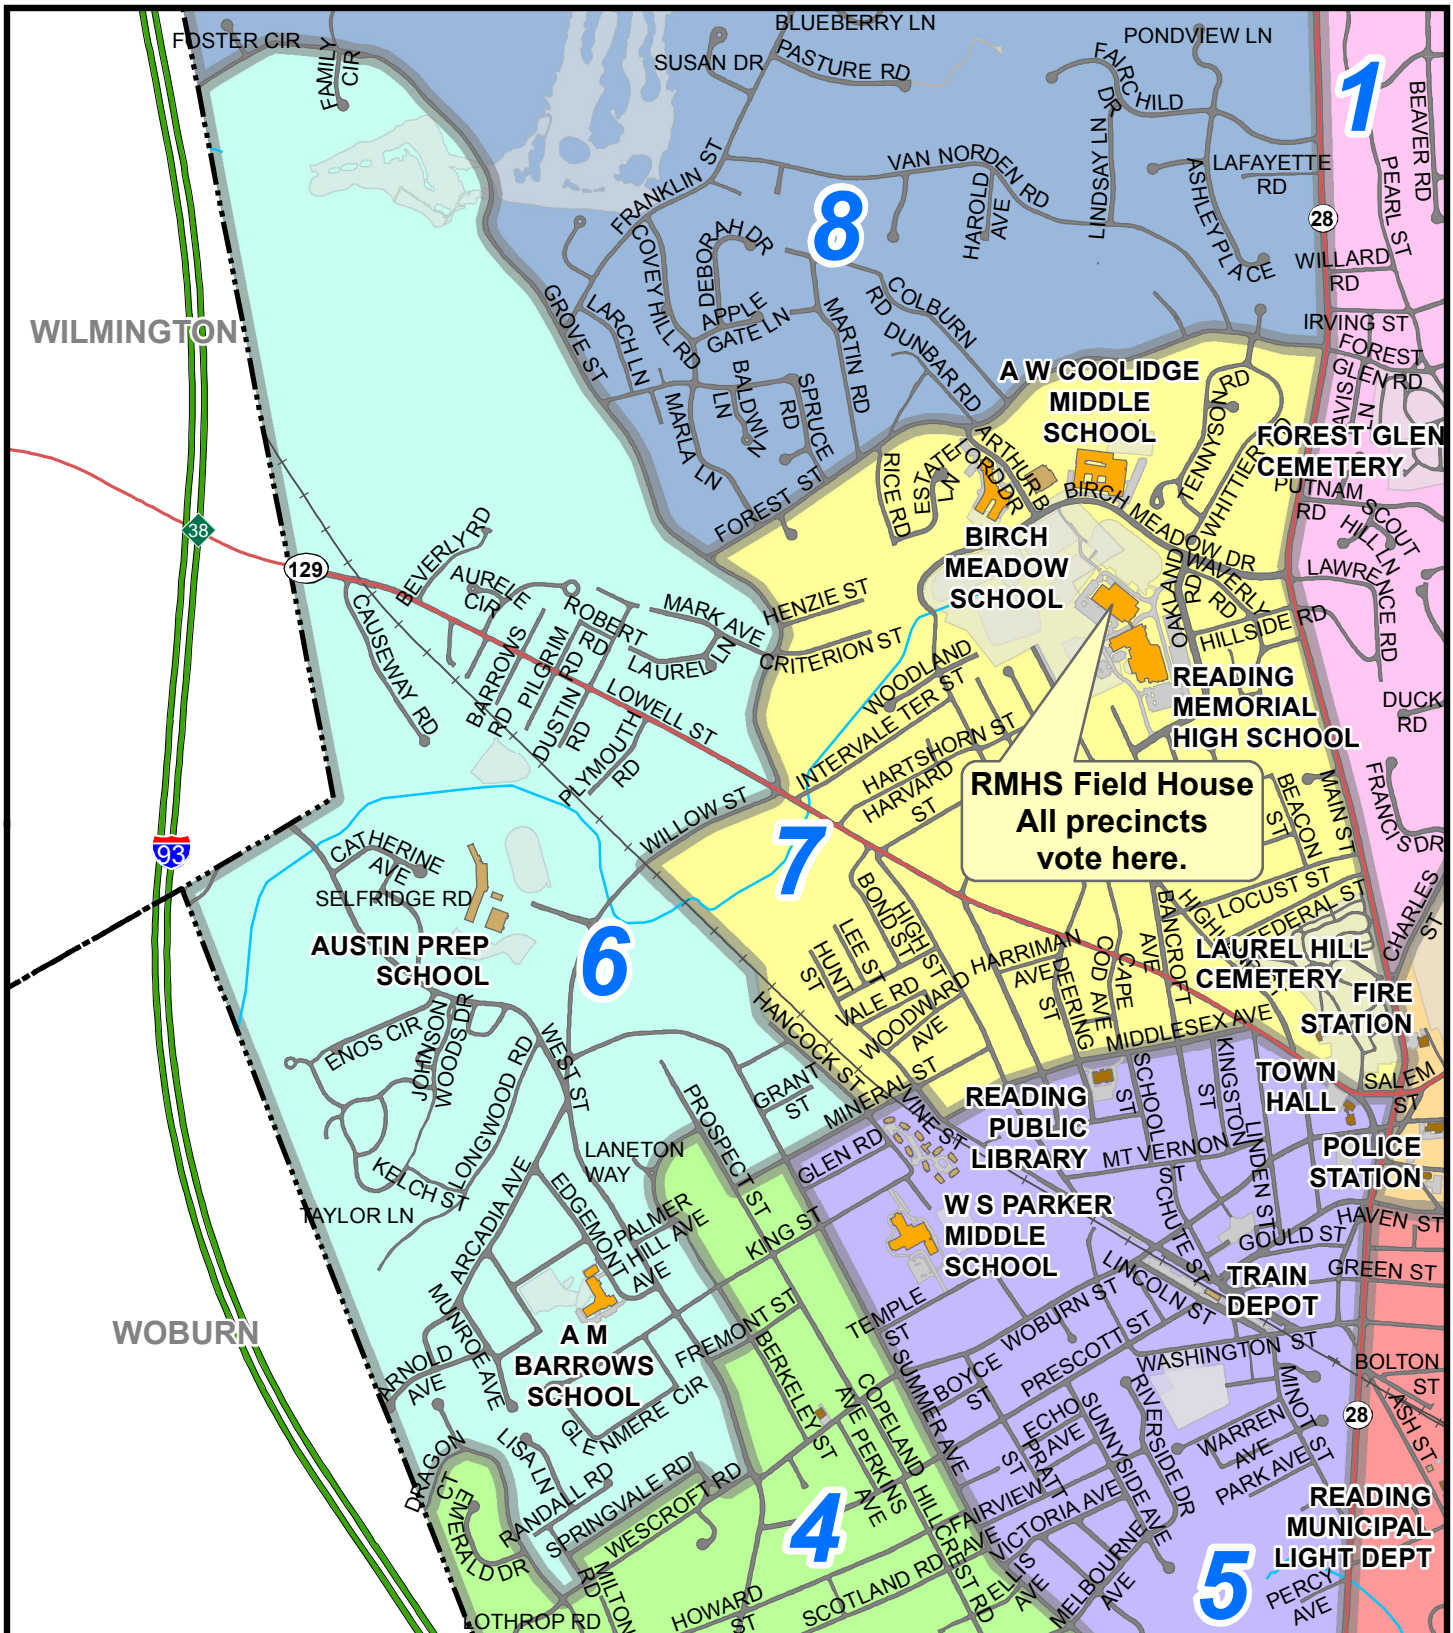 BLUEBERRY LN
FOSTER CIR
FAMILY
CIR
SUSAN DR
PASTURE RD
PONDVIEW LN
FAIRCHILD
DR
1
BEAVER RD
PEARL ST
LAFAYETTE
RD
LINDSAY LN
ASHLEY PLACE
VAN NORDEN RD
HAROLD
AVE
FRANKLIN ST
8
28
WILLARD
RD
COVEY HILL RD
DEBORAH DR
APPLE
GATE LN
LARCH LN
GROVE ST
MARTIN RD
COLBURN
RD
DUNBAR RD
IRVING ST
FOREST
GLEN RD
WILMINGTON
BALDWIN
LN
SPRUCE
RD
MARLA LN
FOREST ST
A W COOLIDGE
MIDDLE
SCHOOL
TENNYSON
RD
WHITTIER
FOREST GLEN
CEMETERY
PUTNAM
RD
SCOUT
HILL LN
LAWRENCE RD
RICE RD
ESTATE
LN
ORD DR
ARTHUR B
BIRCH MEADOW DR
BIRCH
MEADOW
SCHOOL
WAVERLY
RD
OAKLAND
RD
HILLSIDE RD
38
129
BEVERLY RD
AURELE
CIR
CAUSEWAY RD
ROBERT
RD
MARK AVE
LAUREL
LN
HENZIE ST
CRITERION ST
BARROWS
RD
PILGRIM
RD
DUSTIN
RD
PLYMOUTH
RD
LOWELL ST
WOODLAND
INTERVALE TER ST
HARTSHORN ST
HARVARD
ST
READING
MEMORIAL
HIGH SCHOOL
DUCK
RD
FRANCIS DR
RMHS Field House
All precincts
vote here.
BEACON
ST
MAIN ST
WILLOW ST
7
93
CATHERINE
AVE
SELFRIDGE RD
AUSTIN PREP
SCHOOL
6
BOND ST
HIGH ST
LEE ST
HUNT
ST
VALE RD
WOODWARD
AVE
HARRIMAN
AVE
DEERING
ST
COD AVE
CAPE
BANCROFT
AVE
LOCUST ST
FEDERAL ST
CHARLES
ST
LAUREL HILL
CEMETERY
FIRE
STATION
MIDDLESEX AVE
HANCOCK ST
MINERAL ST
VINE ST
ENOS CIR
JOHNSON
WOODS DR
LONGWOOD RD
WEST ST
GRANT
ST
PROSPECT ST
KELCH ST
TAYLOR LN
LANETON
WAY
GLEN RD
READING
PUBLIC
LIBRARY
SCHOOL
ST
KINGSTON
ST
LINDEN ST
MT VERNON
ST
TOWN
HALL
SALEM
ST
POLICE
STATION
ARCADIA AVE
EDGEMONT
AVE
PALMER
HILL AVE
KING ST
W S PARKER
MIDDLE
SCHOOL
CHUTE ST
GOULD ST
HAVEN ST
GREEN ST
LINCOLN ST
TRAIN
DEPOT
WOBURN
MUNROE AVE
ARNOLD
AVE
A M
BARROWS
SCHOOL
FREMONT ST
BERKELEY ST
TEMPLE
ST
SUMMER AVE
WOBURN ST
PRESCOTT ST
WASHINGTON ST
BOYCE
ST
BOLTON
ST
ASH ST
28
MINOT ST
GLENMERE CIR
COPELAND
AVE
PERKINS
AVE
ECHO
AVE
PRATT
ST
SUNNYSIDE AVE
RIVERSIDE DR
WARREN
AVE
PARK AVE
DRAGON
CT
EMERALD DR
LISA LN
RANDALL RD
SPRINGVALE RD
WESCROFT RD
HILLCREST RD
FAIRVIEW
AVE
VICTORIA AVE
READING
MUNICIPAL
LIGHT DEPT
4
5
LOTHROP RD
MILTON
RD
HOWARD
ST
SCOTLAND RD
ELLIS
AVE
MELBOURNE
AVE
PERCY
AVE